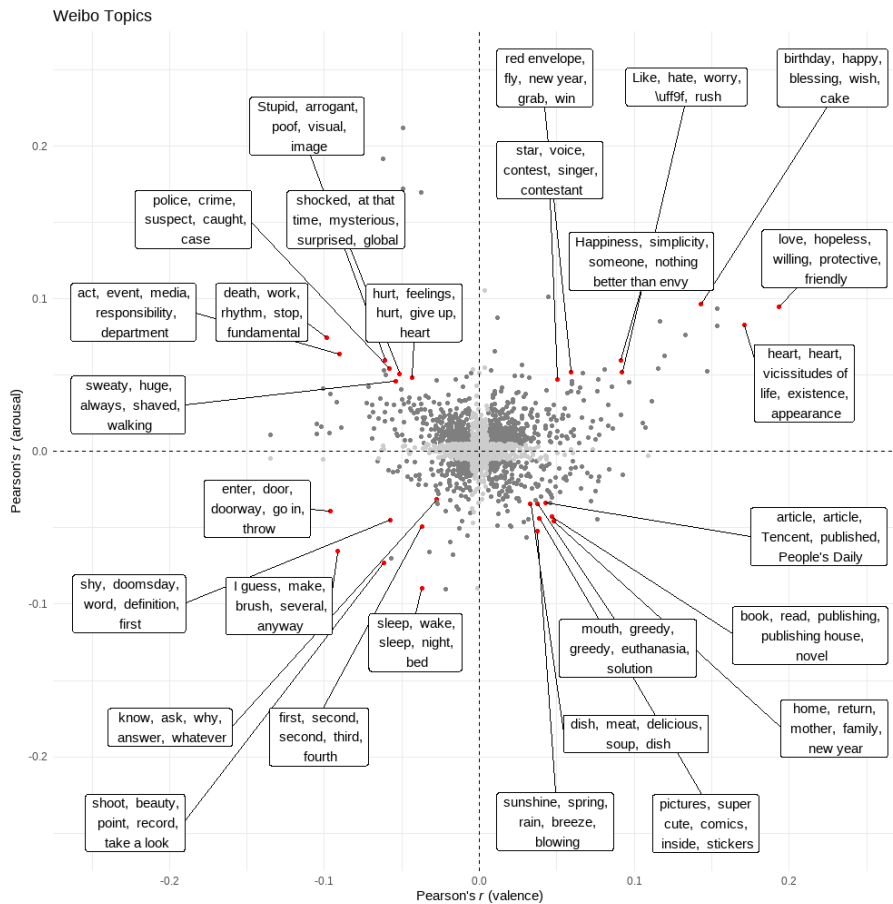 Weibo Topics
red envelope,
fly, new year,
grab, win
Like, hate, worry,
\uff9f, rush
birthday, happy,
blessing, wish,
cake
Stupid, arrogant,
poof, visual,
image
star, voice,
contest, singer,
contestant
police, crime,
suspect, caught,
case
shocked, at that
time, mysterious,
surprised, global
Happiness, simplicity,
someone, nothing
better than envy
love, hopeless,
willing, protective,
friendly
act, event, media,
responsibility,
department
death, work,
rhythm, stop,
fundamental
hurt, feelings,
hurt, give up,
heart
heart, heart,
vicissitudes of
life, existence,
appearance
sweaty, huge,
always, shaved,
walking
enter, door,
doorway, go in,
throw
article, article,
Tencent, published,
People's Daily
shy, doomsday,
word, definition,
first
I guess, make,
brush, several,
anyway
sleep, wake,
sleep, night,
bed
mouth, greedy,
greedy, euthanasia,
solution
book, read, publishing,
publishing house,
novel
know, ask, why,
answer, whatever
first, second,
second, third,
fourth
dish, meat, delicious,
soup, dish
home, return,
mother, family,
new year
shoot, beauty,
point, record,
take a look
sunshine, spring,
rain, breeze,
blowing
pictures, super
cute, comics,
inside, stickers
0.2
0.1
0.0
-0.1
-0.2
Pearson's r (arousal)
-0.2
-0.1
0.0
0.1
0.2
Pearson's r (valence)